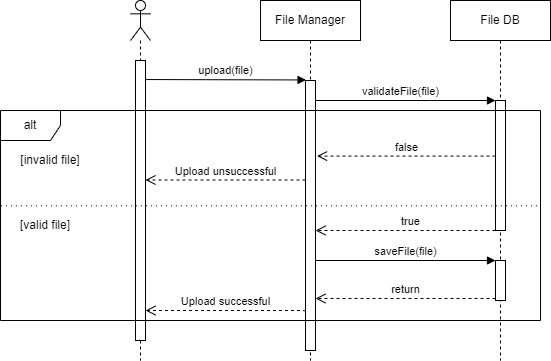 File Manager
File DB
upload(file)
validateFile(file)
alt
false
[invalid file]
Upload unsuccessful
true
[valid file]
saveFile(file)
return
Upload successful